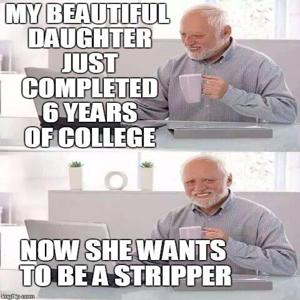 MY BEAUTIFUL
DAUGHTER
JUST
COMPLETED
6 YEARS
OF COLLEGE
NOW SHE WANTS
TO BE A STRIPPER
imgflip.com